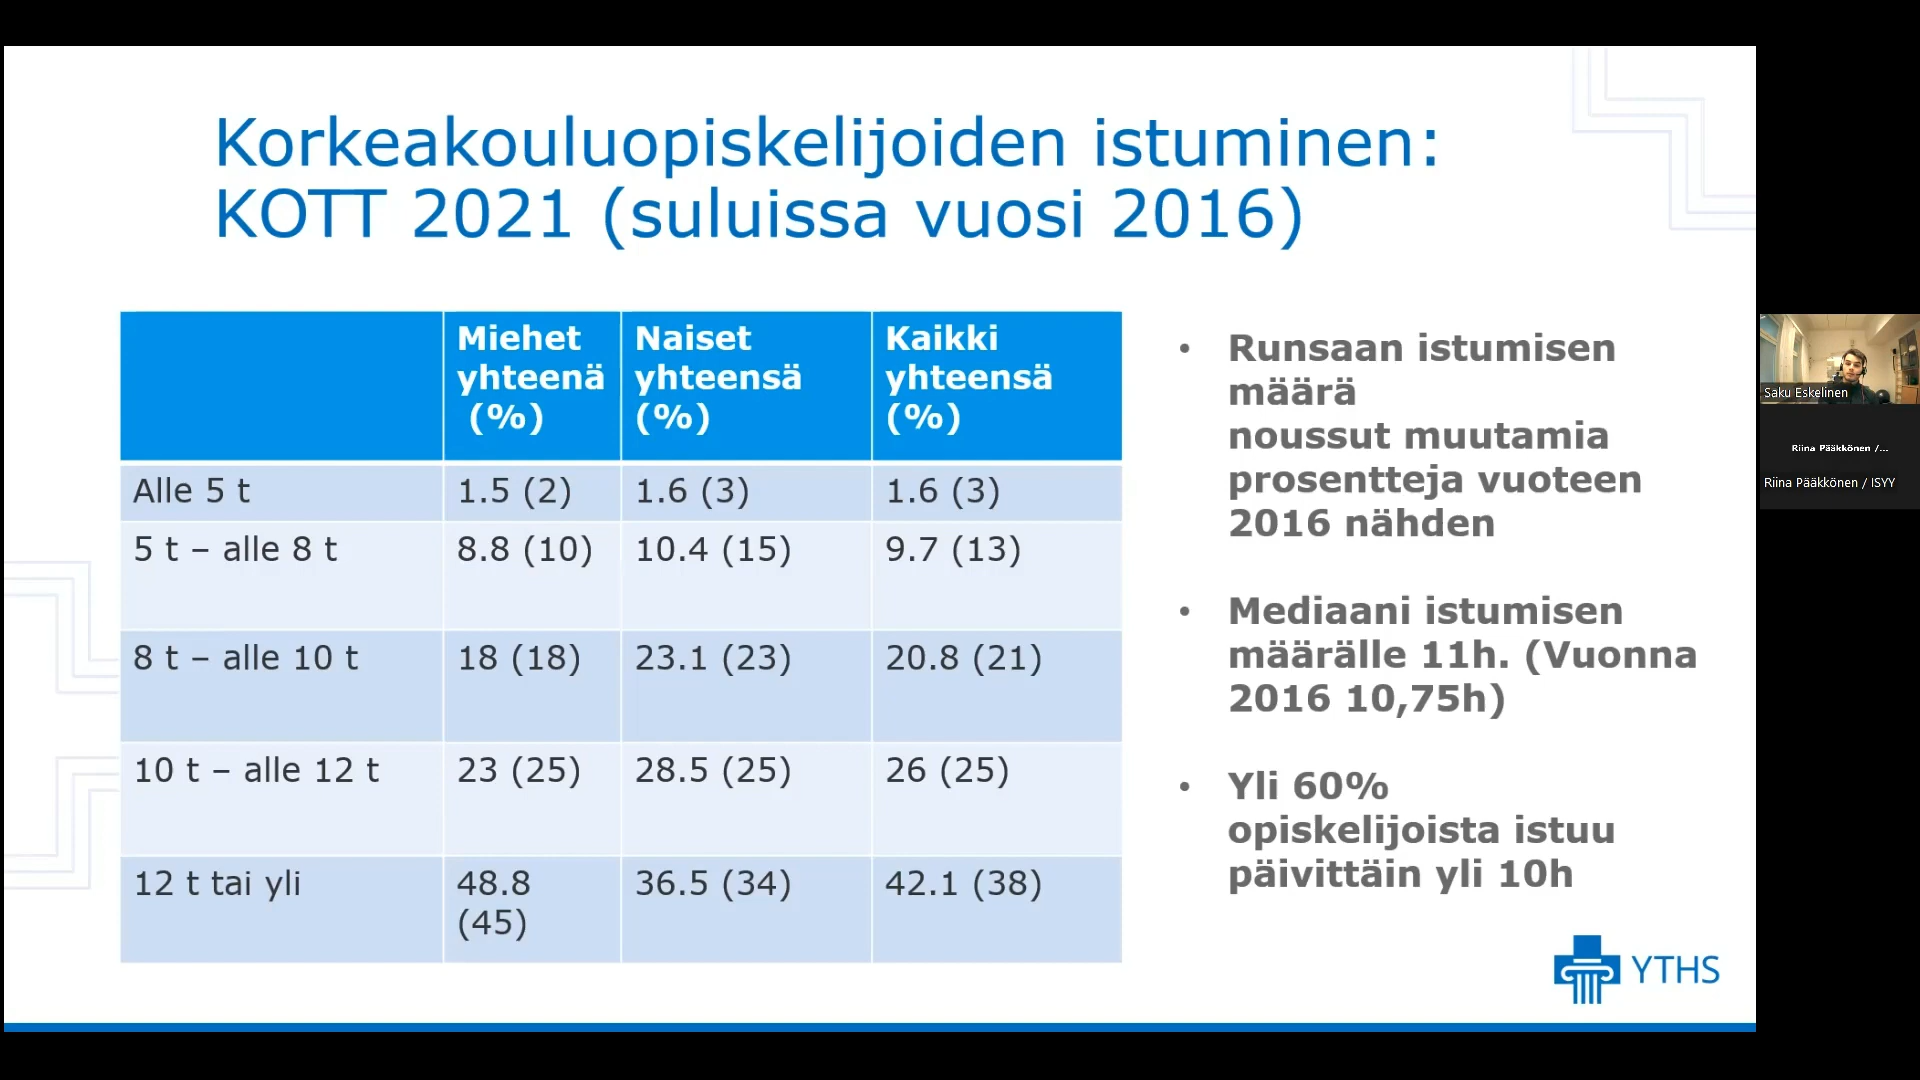 Korkeakouluopiskelijoiden istuminen:
KOTT 2021 (suluissa vuosi 2016)
Miehet
yhteenä
(%)
Naiset
yhteensä
(%)
Kaikki
yhteensä
(%)
Alle 5 t
1.5 (2)
1.6 (3)
1.6 (3)
5 t – alle 8 t
8.8 (10)
10.4 (15)
9.7 (13)
8 t – alle 10 t
18 (18)
23.1 (23)
20.8 (21)
10 t – alle 12 t
23 (25)
28.5 (25)
26 (25)
12 t tai yli
48.8
(45)
36.5 (34)
42.1 (38)
• Runsaan istumisen
määrä
noussut muutamia
prosentteja vuoteen
2016 nähden
• Mediaani istumisen
määrälle 11h. (Vuonna
2016 10,75h)
• Yli 60%
opiskelijoista istuu
päivittäin yli 10h
YTHS
Saku Eskelinen
Riina Pääkkönen /...
Riina Pääkkönen / ISYY